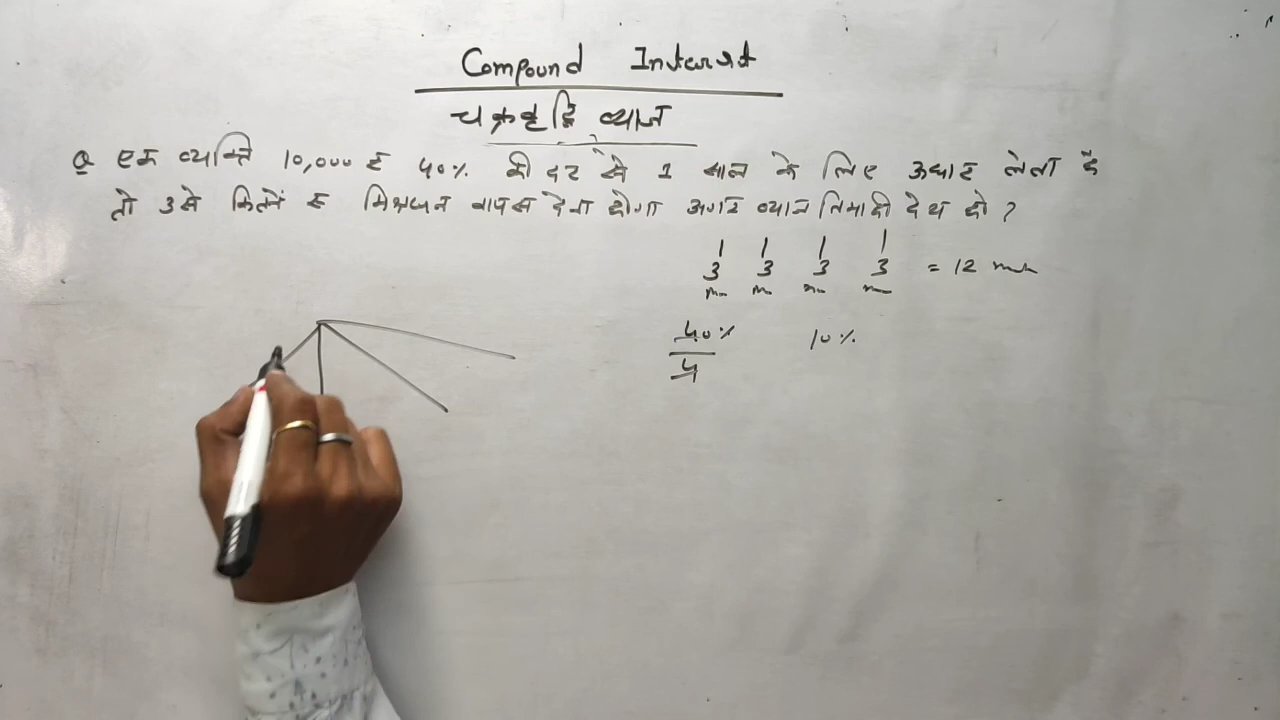 Compound Interest
चक्रवृद्धि व्याज
Q एक व्यक्ति 10,000 रु 40% की दर से 1 साल के लिए उधार लेता है
तो उसे कितने रु मिश्रधन वापस देना होगा अगर व्याज तिमाही देय हो ?
1 1 1 1
3 3 3 3 = 12
40% 10%
4